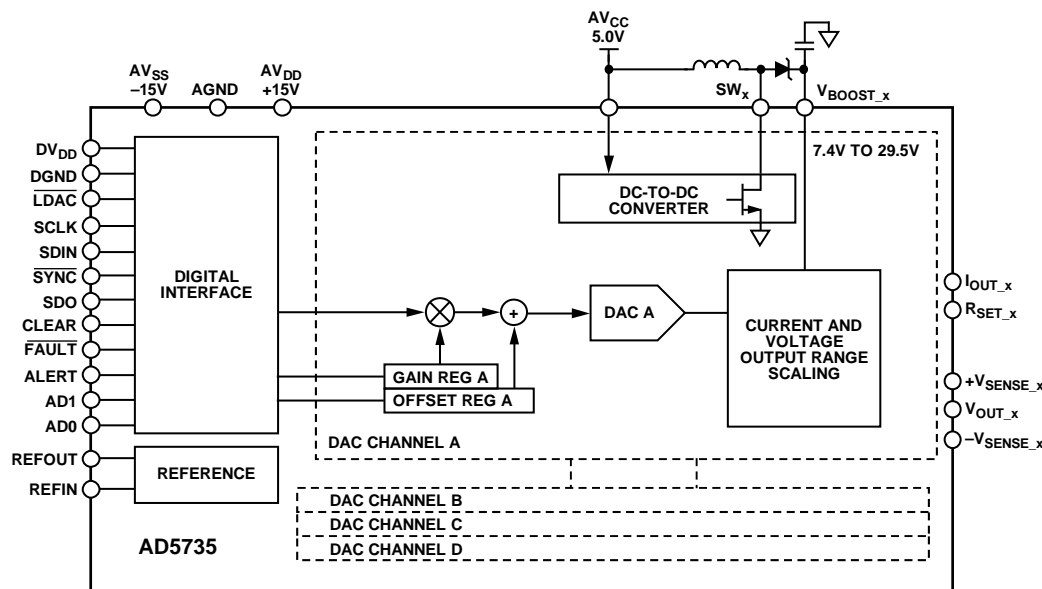 AVCC
5.0V
AVSS
–15V
AGND
AVDD
+15V
SWx
VBOOST_x
7.4V TO 29.5V
DVDD
DGND
LDAC
SCLK
SDIN
SYNC
SDO
CLEAR
FAULT
ALERT
AD1
AD0
REFOUT
REFIN
DIGITAL
INTERFACE
REFERENCE
DC-TO-DC
CONVERTER
+
DAC A
CURRENT AND
VOLTAGE
OUTPUT RANGE
SCALING
GAIN REG A
OFFSET REG A
DAC CHANNEL A
DAC CHANNEL B
DAC CHANNEL C
DAC CHANNEL D
IOUT_x
RSET_x
+VSENSE_x
VOUT_x
–VSENSE_x
AD5735